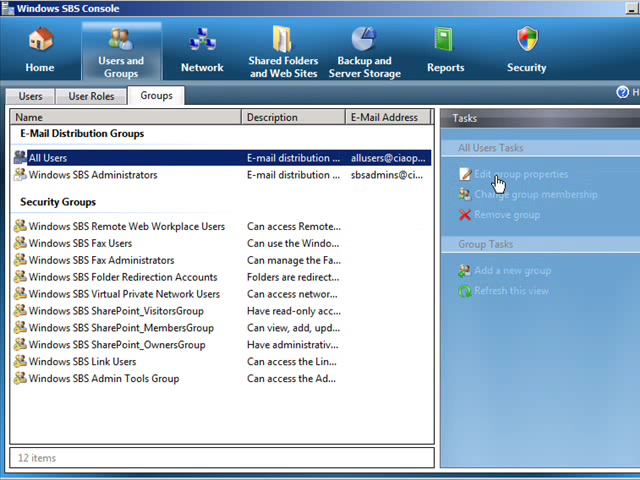 Windows SBS Console
Home
Users and Groups
Network
Shared Folders and Web Sites
Backup and Server Storage
Reports
Security
Users
User Roles
Groups
H
Name
Description
E-Mail Address
Tasks
E-Mail Distribution Groups
All Users Tasks
All Users E-mail distribution ... allusers@ciaop...
Windows SBS Administrators E-mail distribution ... sbsadmins@ci...
Edit group properties
Change group membership
Remove group
Security Groups
Windows SBS Remote Web Workplace Users Can access Remote...
Windows SBS Fax Users Can use the Windo...
Windows SBS Fax Administrators Can manage the Fa...
Windows SBS Folder Redirection Accounts Folders are redirect...
Windows SBS Virtual Private Network Users Can access networ...
Windows SBS SharePoint_VisitorsGroup Have read-only acc...
Windows SBS SharePoint_MembersGroup Can view, add, upd...
Windows SBS SharePoint_OwnersGroup Have administrativ...
Windows SBS Link Users Can access the Lin...
Windows SBS Admin Tools Group Can access the Ad...
Group Tasks
Add a new group
Refresh this view
12 items